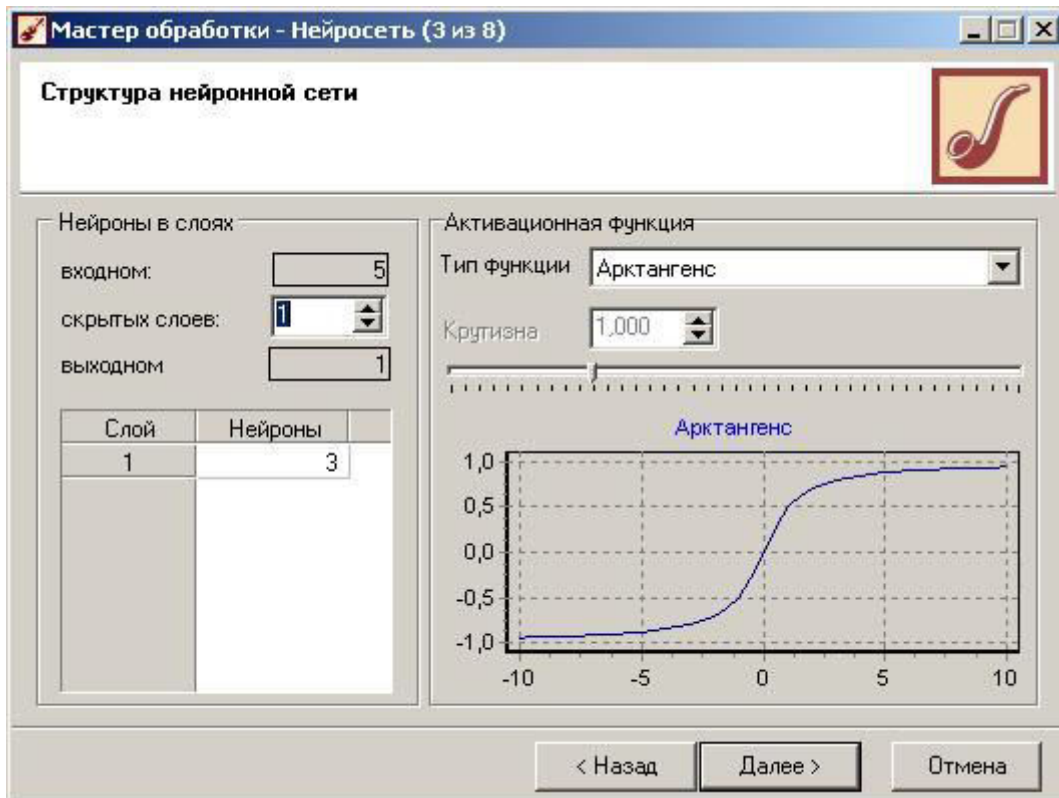 Мастер обработки - Нейросеть (3 из 8)
Структура нейронной сети
Нейроны в слоях
входном: 5
скрытых слоев: 1
выходном 1
Слой Нейроны
1 3
Активационная функция
Тип функции Арктангенс
Крутизна 1,000
Арктангенс
1,0
0,5
0,0
-0,5
-1,0
-10 -5 0 5 10
< Назад Далее > Отмена